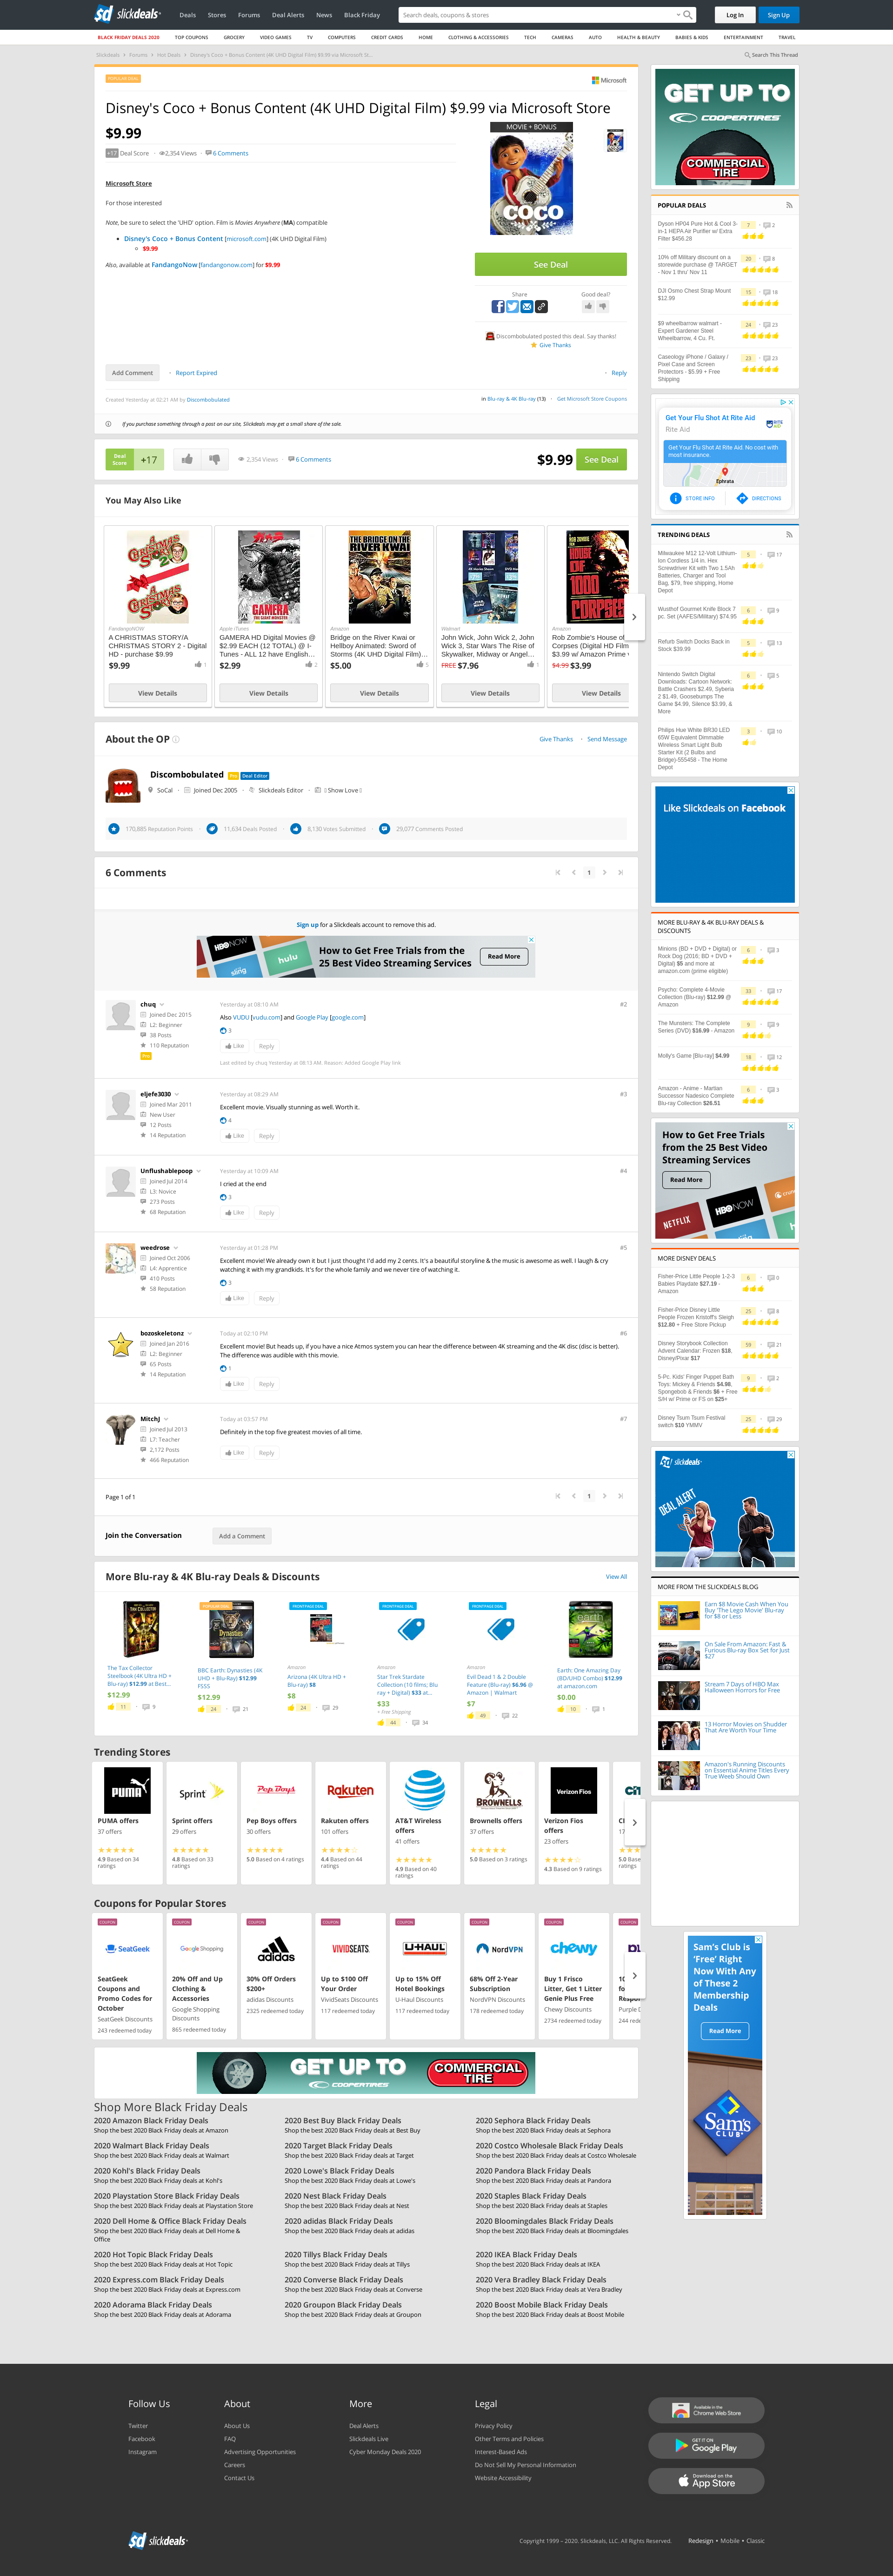 slickdeals
Deals
Stores
Forums
Deal Alerts
News
Black Friday
Search deals, coupons & stores
Log In
Sign Up
BLACK FRIDAY DEALS 2020
TOP COUPONS
GROCERY
VIDEO GAMES
TV
COMPUTERS
CREDIT CARDS
HOME
CLOTHING & ACCESSORIES
TECH
CAMERAS
AUTO
HEALTH & BEAUTY
BABIES & KIDS
ENTERTAINMENT
TRAVEL
Slickdeals > Forums > Hot Deals > Disney's Coco + Bonus Content (4K UHD Digital Film) $9.99 via Microsoft St...
Search This Thread
POPULAR DEAL
Microsoft
Disney's Coco + Bonus Content (4K UHD Digital Film) $9.99 via Microsoft Store
$9.99
+17 Deal Score
2,354 Views
6 Comments
Microsoft Store
For those interested
Note, be sure to select the 'UHD' option. Film is Movies Anywhere (MA) compatible
Disney's Coco + Bonus Content [microsoft.com] (4K UHD Digital Film)
$9.99
Also, available at FandangoNow [fandangonow.com] for $9.99
MOVIE + BONUS
COCO
See Deal
Share
Good deal?
Discombobulated posted this deal. Say thanks!
Give Thanks
Add Comment
Report Expired
Reply
Created Yesterday at 02:21 AM by Discombobulated
in Blu-ray & 4K Blu-ray (13)
Get Microsoft Store Coupons
If you purchase something through a post on our site, Slickdeals may get a small share of the sale.
Deal Score +17
2,354 Views
6 Comments
$9.99
See Deal
You May Also Like
FandangoNOW
A CHRISTMAS STORY/A CHRISTMAS STORY 2 - Digital HD - purchase $9.99
$9.99
1
View Deals
Apple iTunes
GAMERA HD Digital Movies @ $2.99 EACH (12 TOTAL) @ I-Tunes - ALL 12 have English...
$2.99
2
View Deals
Amazon
Bridge on the River Kwai or Hellboy Animated: Sword of Storms (4K UHD Digital Film)...
$5.00
5
View Deals
Walmart
John Wick, John Wick 2, John Wick 3, Star Wars The Rise of Skywalker, Midway or Angel...
FREE $7.96
1
View Deals
Amazon
Rob Zombie's House of Corpses (Digital HD Film $3.99 w/ Amazon Prime
$4.99 $3.99
View Deals
About the OP
Give Thanks
Send Message
Discombobulated Pro Deal Editor
SoCal
Joined Dec 2005
Slickdeals Editor
Show Love
170,885 Reputation Points
11,634 Deals Posted
8,130 Votes Submitted
29,077 Comments Posted
6 Comments
1
Sign up for a Slickdeals account to remove this ad.
HBO NOW
hulu
sling
How to Get Free Trials from the 25 Best Video Streaming Services
Read More
chuq
Joined Dec 2015
L2: Beginner
38 Posts
110 Reputation
Pro
Yesterday at 08:10 AM
#2
Also VUDU [vudu.com] and Google Play [google.com]
3
Like
Reply
Last edited by chuq Yesterday at 08:13 AM. Reason: Added Google Play link
eljefe3030
Joined Mar 2011
New User
12 Posts
14 Reputation
Yesterday at 08:29 AM
#3
Excellent movie. Visually stunning as well. Worth it.
4
Like
Reply
Unflushablepoop
Joined Jul 2014
L3: Novice
273 Posts
68 Reputation
Yesterday at 10:09 AM
#4
I cried at the end
3
Like
Reply
weedrose
Joined Oct 2006
L4: Apprentice
410 Posts
58 Reputation
Yesterday at 01:28 PM
#5
Excellent movie! We already own it but I just thought I'd add my 2 cents. It's a beautiful storyline & the music is awesome as well. I laugh & cry watching it with my grandkids. It's for the whole family and we never tire of watching it.
3
Like
Reply
bozoskeletonz
Joined Jan 2016
L2: Beginner
65 Posts
14 Reputation
Today at 02:10 PM
#6
Excellent movie! But heads up, if you have a nice Atmos system you can hear the difference between 4K streaming and the 4K disc (disc is better). The difference was audible with this movie.
1
Like
Reply
MitchJ
Joined Jul 2013
L7: Teacher
2,172 Posts
466 Reputation
Today at 03:57 PM
#7
Definitely in the top five greatest movies of all time.
Like
Reply
Page 1 of 1
1
Join the Conversation
Add a Comment
More Blu-ray & 4K Blu-ray Deals & Discounts
View All
The Tax Collector Steelbook (4K Ultra HD + Blu-ray) $12.99 at Best...
$12.99
11
9
BBC Earth: Dynasties (4K UHD + Blu-Ray) $12.99 FSSS
$12.99
24
21
FRONTPAGE DEAL
Amazon
Arizona (4K Ultra HD + Blu-ray) $8
$8
24
29
FRONTPAGE DEAL
Amazon
Star Trek Stardate Collection (10 films; Blu ray + Digital) $33 at...
$33
+ Free Shipping
44
34
FRONTPAGE DEAL
Amazon
Evil Dead 1 & 2 Double Feature (Blu-ray) $6.96 @ Amazon | Walmart
$7
49
22
Earth: One Amazing Day (BD/UHD Combo) $12.99 at amazon.com
$0.00
10
1
Trending Stores
PUMA offers
37 offers
4.9 Based on 34 ratings
Sprint offers
29 offers
4.8 Based on 33 ratings
Pep Boys offers
30 offers
5.0 Based on 4 ratings
Rakuten offers
101 offers
4.4 Based on 44 ratings
AT&T Wireless offers
41 offers
4.9 Based on 40 ratings
Brownells offers
37 offers
5.0 Based on 3 ratings
Verizon Fios offers
23 offers
4.3 Based on 9 ratings
Coupons for Popular Stores
COUPON
SeatGeek Coupons and Promo Codes for October
SeatGeek Discounts
243 redeemed today
COUPON
20% Off and Up Clothing & Accessories
Google Shopping Discounts
865 redeemed today
COUPON
30% Off Orders $200+
adidas Discounts
2325 redeemed today
COUPON
Up to $100 Off Your Order
VividSeats Discounts
117 redeemed today
COUPON
Up to 15% Off Hotel Bookings
U-Haul Discounts
117 redeemed today
COUPON
68% Off 2-Year Subscription
NordVPN Discounts
178 redeemed today
COUPON
Buy 1 Frisco Litter, Get 1 Litter Genie Plus Free
Chewy Discounts
2734 redeemed today
GET UP TO
COMMERCIAL TIRE
Shop More Black Friday Deals
2020 Amazon Black Friday Deals
Shop the best 2020 Black Friday deals at Amazon
2020 Best Buy Black Friday Deals
Shop the best 2020 Black Friday deals at Best Buy
2020 Sephora Black Friday Deals
Shop the best 2020 Black Friday deals at Sephora
2020 Walmart Black Friday Deals
Shop the best 2020 Black Friday deals at Walmart
2020 Target Black Friday Deals
Shop the best 2020 Black Friday deals at Target
2020 Costco Wholesale Black Friday Deals
Shop the best 2020 Black Friday deals at Costco Wholesale
2020 Kohl's Black Friday Deals
Shop the best 2020 Black Friday deals at Kohl's
2020 Lowe's Black Friday Deals
Shop the best 2020 Black Friday deals at Lowe's
2020 Pandora Black Friday Deals
Shop the best 2020 Black Friday deals at Pandora
2020 Playstation Store Black Friday Deals
Shop the best 2020 Black Friday deals at Playstation Store
2020 Nest Black Friday Deals
Shop the best 2020 Black Friday deals at Nest
2020 Staples Black Friday Deals
Shop the best 2020 Black Friday deals at Staples
2020 Dell Home & Office Black Friday Deals
Shop the best 2020 Black Friday deals at Dell Home & Office
2020 adidas Black Friday Deals
Shop the best 2020 Black Friday deals at adidas
2020 Bloomingdales Black Friday Deals
Shop the best 2020 Black Friday deals at Bloomingdales
2020 Hot Topic Black Friday Deals
Shop the best 2020 Black Friday deals at Hot Topic
2020 Tillys Black Friday Deals
Shop the best 2020 Black Friday deals at Tillys
2020 IKEA Black Friday Deals
Shop the best 2020 Black Friday deals at IKEA
2020 Express.com Black Friday Deals
Shop the best 2020 Black Friday deals at Express.com
2020 Converse Black Friday Deals
Shop the best 2020 Black Friday deals at Converse
2020 Vera Bradley Black Friday Deals
Shop the best 2020 Black Friday deals at Vera Bradley
2020 Adorama Black Friday Deals
Shop the best 2020 Black Friday deals at Adorama
2020 Groupon Black Friday Deals
Shop the best 2020 Black Friday deals at Groupon
2020 Boost Mobile Black Friday Deals
Shop the best 2020 Black Friday deals at Boost Mobile
GET UP TO
COOPERTIRES
COMMERCIAL TIRE
POPULAR DEALS
Dyson HP04 Pure Hot & Cool 3-in-1 HEPA Air Purifier w/ Extra Filter $456.28
7
2
10% off Military discount on a storewide purchase @ TARGET - Nov 1 thru' Nov 11
20
8
DJI Osmo Chest Strap Mount $12.99
15
18
$9 wheelbarrow walmart - Expert Gardener Steel Wheelbarrow, 4 Cu. Ft.
24
23
Caseology iPhone / Galaxy / Pixel Case and Screen Protectors - $5.99 + Free Shipping
23
23
Get Your Flu Shot At Rite Aid
Rite Aid
Get Your Flu Shot At Rite Aid. No cost with most insurance.
Ephrata
STORE INFO
DIRECTIONS
TRENDING DEALS
Milwaukee M12 12-Volt Lithium-Ion Cordless 1/4 in. Hex Screwdriver Kit with Two 1.5Ah Batteries, Charger and Tool Bag, $79, free shipping, Home Depot
5
17
Wusthof Gourmet Knife Block 7 pc. Set (AAFES/Military) $74.95
6
9
Refurb Switch Docks Back in Stock $39.99
5
13
Nintendo Switch Digital Downloads: Cartoon Network: Battle Crashers $2.49, Syberia 2 $1.49, Goosebumps The Game $4.99, Silence $3.99, & More
6
5
Philips Hue White BR30 LED 65W Equivalent Dimmable Wireless Smart Light Bulb Starter Kit (2 Bulbs and Bridge)-555458 - The Home Depot
3
10
Like Slickdeals on Facebook
MORE BLU-RAY & 4K BLU-RAY DEALS & DISCOUNTS
Minions (BD + DVD + Digital) or Rock Dog (2016; BD + DVD + Digital) $5 and more at amazon.com (prime eligible)
6
3
Psycho: Complete 4-Movie Collection (Blu-ray) $12.99 @ Amazon
33
17
The Munsters: The Complete Series (DVD) $16.99 - Amazon
9
9
Molly's Game [Blu-ray] $4.99
18
12
Amazon - Anime - Martian Successor Nadesico Complete Blu-ray Collection $26.51
6
3
How to Get Free Trials from the 25 Best Video Streaming Services
Read More
NETFLIX
HBO NOW
MORE DISNEY DEALS
Fisher-Price Little People 1-2-3 Babies Playdate $27.19 - Amazon
6
0
Fisher-Price Disney Little People Frozen Kristoff's Sleigh $12.80 + Free Store Pickup
25
8
Disney Storybook Collection Advent Calendar: Frozen $18, Disney/Pixar $17
59
21
5-Pc. Kids' Finger Puppet Bath Toys: Mickey & Friends $4.98, Spongebob & Friends $6 + Free S/H w/ Prime or FS on $25+
9
2
Disney Tsum Tsum Festival switch $10 YMMV
25
29
slickdeals
DEAL ALERT
MORE FROM THE SLICKDEALS BLOG
Earn $8 Movie Cash When You Buy 'The Lego Movie' Blu-ray for $8 or Less
On Sale From Amazon: Fast & Furious Blu-ray Box Set for Just $27
Stream 7 Days of HBO Max Halloween Horrors for Free
13 Horror Movies on Shudder That Are Worth Your Time
Amazon's Running Discounts on Essential Anime Titles Every True Weeb Should Own
Sam's Club is 'Free' Right Now With Any of These 2 Membership Deals
Read More
Sam's CLUB
Follow Us
Twitter
Facebook
Instagram
About
About Us
FAQ
Advertising Opportunities
Careers
Contact Us
More
Deal Alerts
Slickdeals Live
Cyber Monday Deals 2020
Legal
Privacy Policy
Other Terms and Policies
Interest-Based Ads
Do Not Sell My Personal Information
Website Accessibility
Available in the Chrome Web Store
GET IT ON Google Play
Download on the App Store
slickdeals
Copyright 1999 - 2020. Slickdeals, LLC. All Rights Reserved.
Redesign • Mobile • Classic